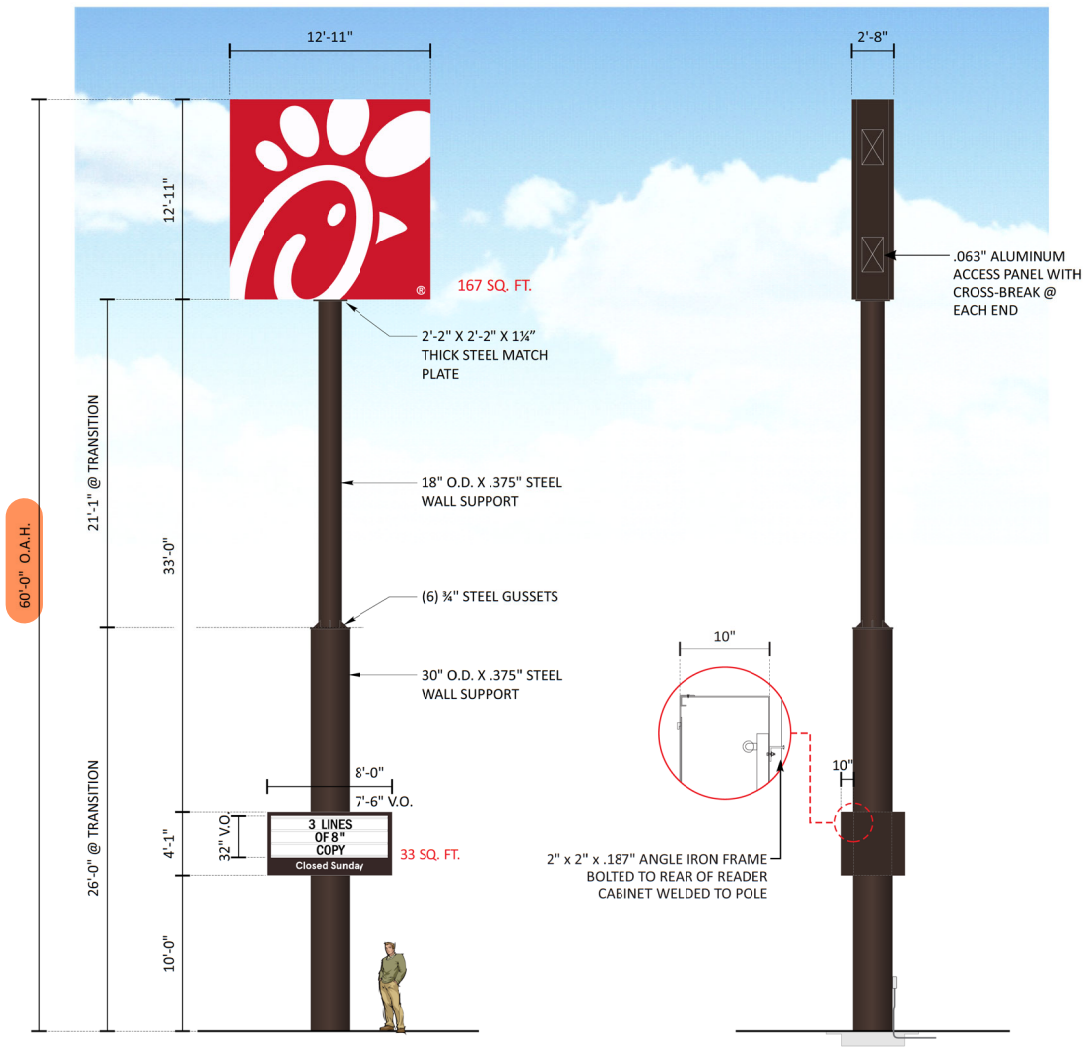 12'-11"
2'-8"
12'-11"
®
167 SQ. FT.
.063" ALUMINUM
ACCESS PANEL WITH
CROSS-BREAK @
EACH END
2'-2" X 2'-2" X 1¼"
THICK STEEL MATCH
PLATE
21'-1" @ TRANSITION
18" O.D. X .375" STEEL
WALL SUPPORT
60'-0" O.A.H.
33'-0"
(6) ¾" STEEL GUSSETS
30" O.D. X .375" STEEL
WALL SUPPORT
10"
10"
8'-0"
7'-6" V.O.
26'-0" @ TRANSITION
4'-1"
32" V.O.
3 LINES
OF 8"
COPY
Closed Sunday
33 SQ. FT.
2" x 2" x .187" ANGLE IRON FRAME
BOLTED TO REAR OF READER
CABINET WELDED TO POLE
10'-0"